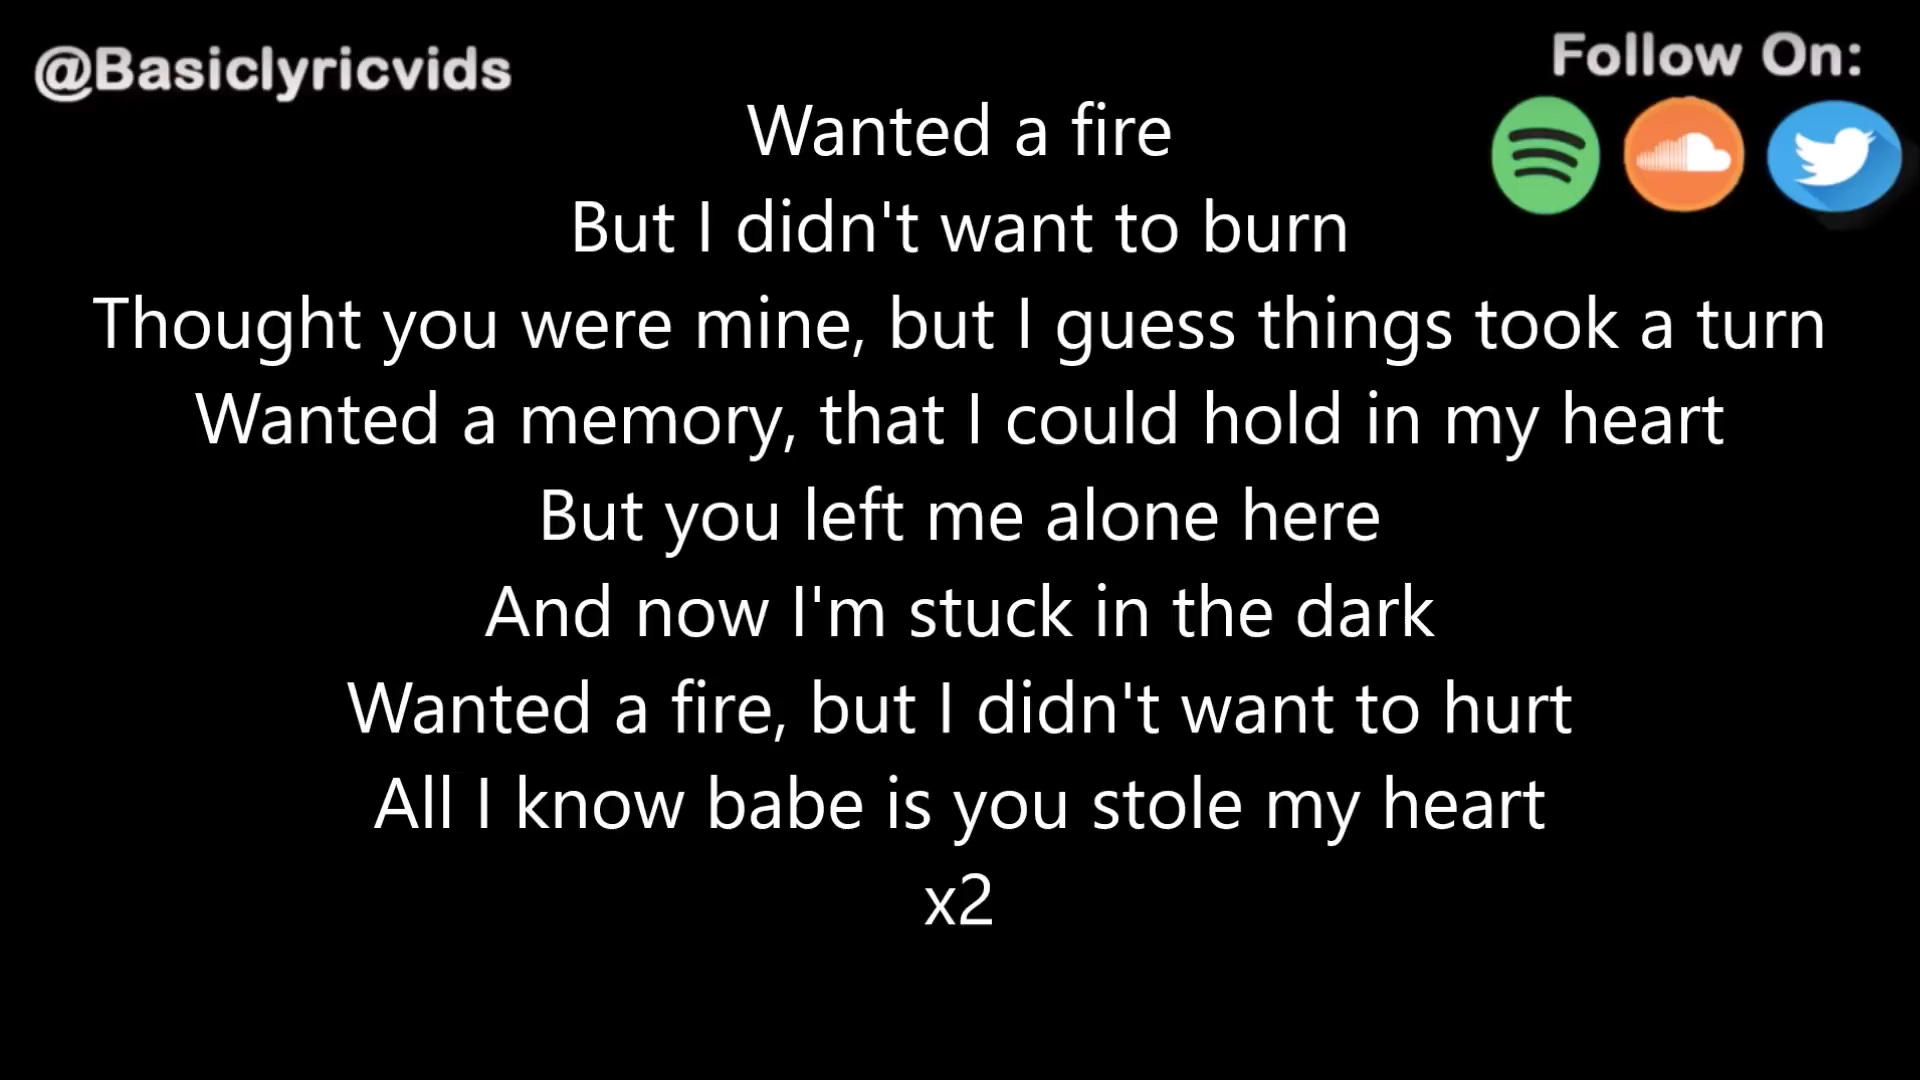 @Basiclyricvids
Follow On:
Wanted a fire
But I didn't want to burn
Thought you were mine, but I guess things took a turn
Wanted a memory, that I could hold in my heart
But you left me alone here
And now I'm stuck in the dark
Wanted a fire, but I didn't want to hurt
All I know babe is you stole my heart
x2